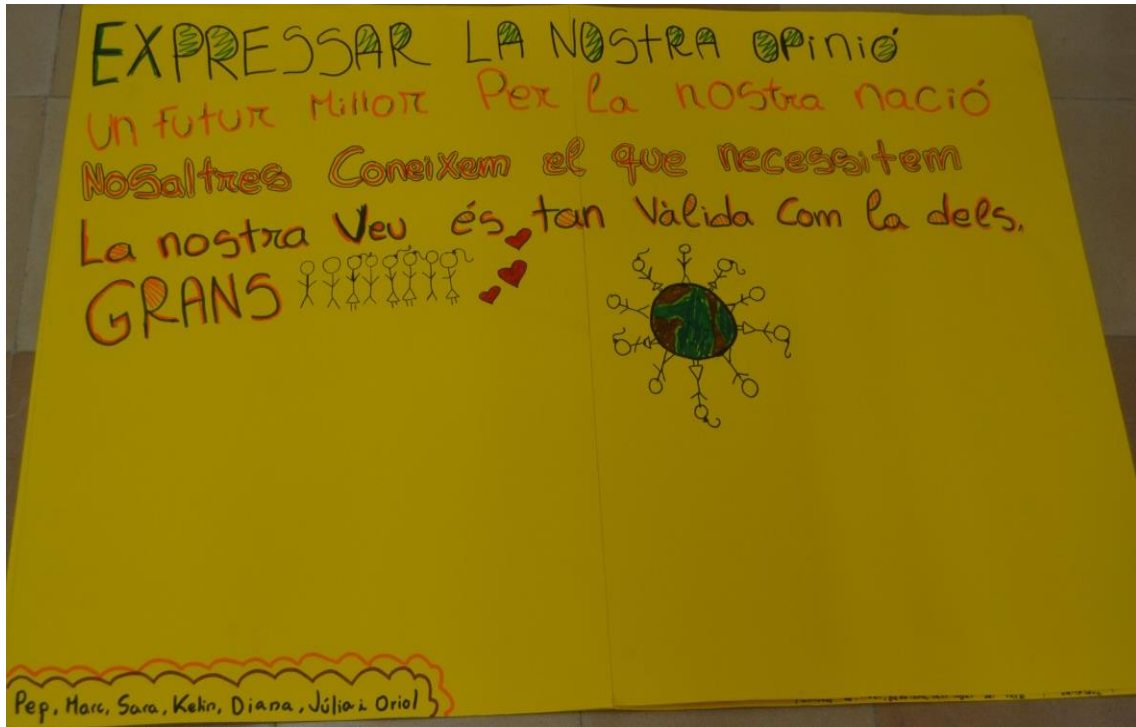 EXPRESSAR LA NOSTRA OPINIÓ
Un futur Millor Per la nostra nació
Nosaltres Coneixem el que necessitem
La nostra Veu és tan Vàlida Com la dels.
GRANS
Pep, Marc, Sara, Kelin, Diana, Júlia i Oriol